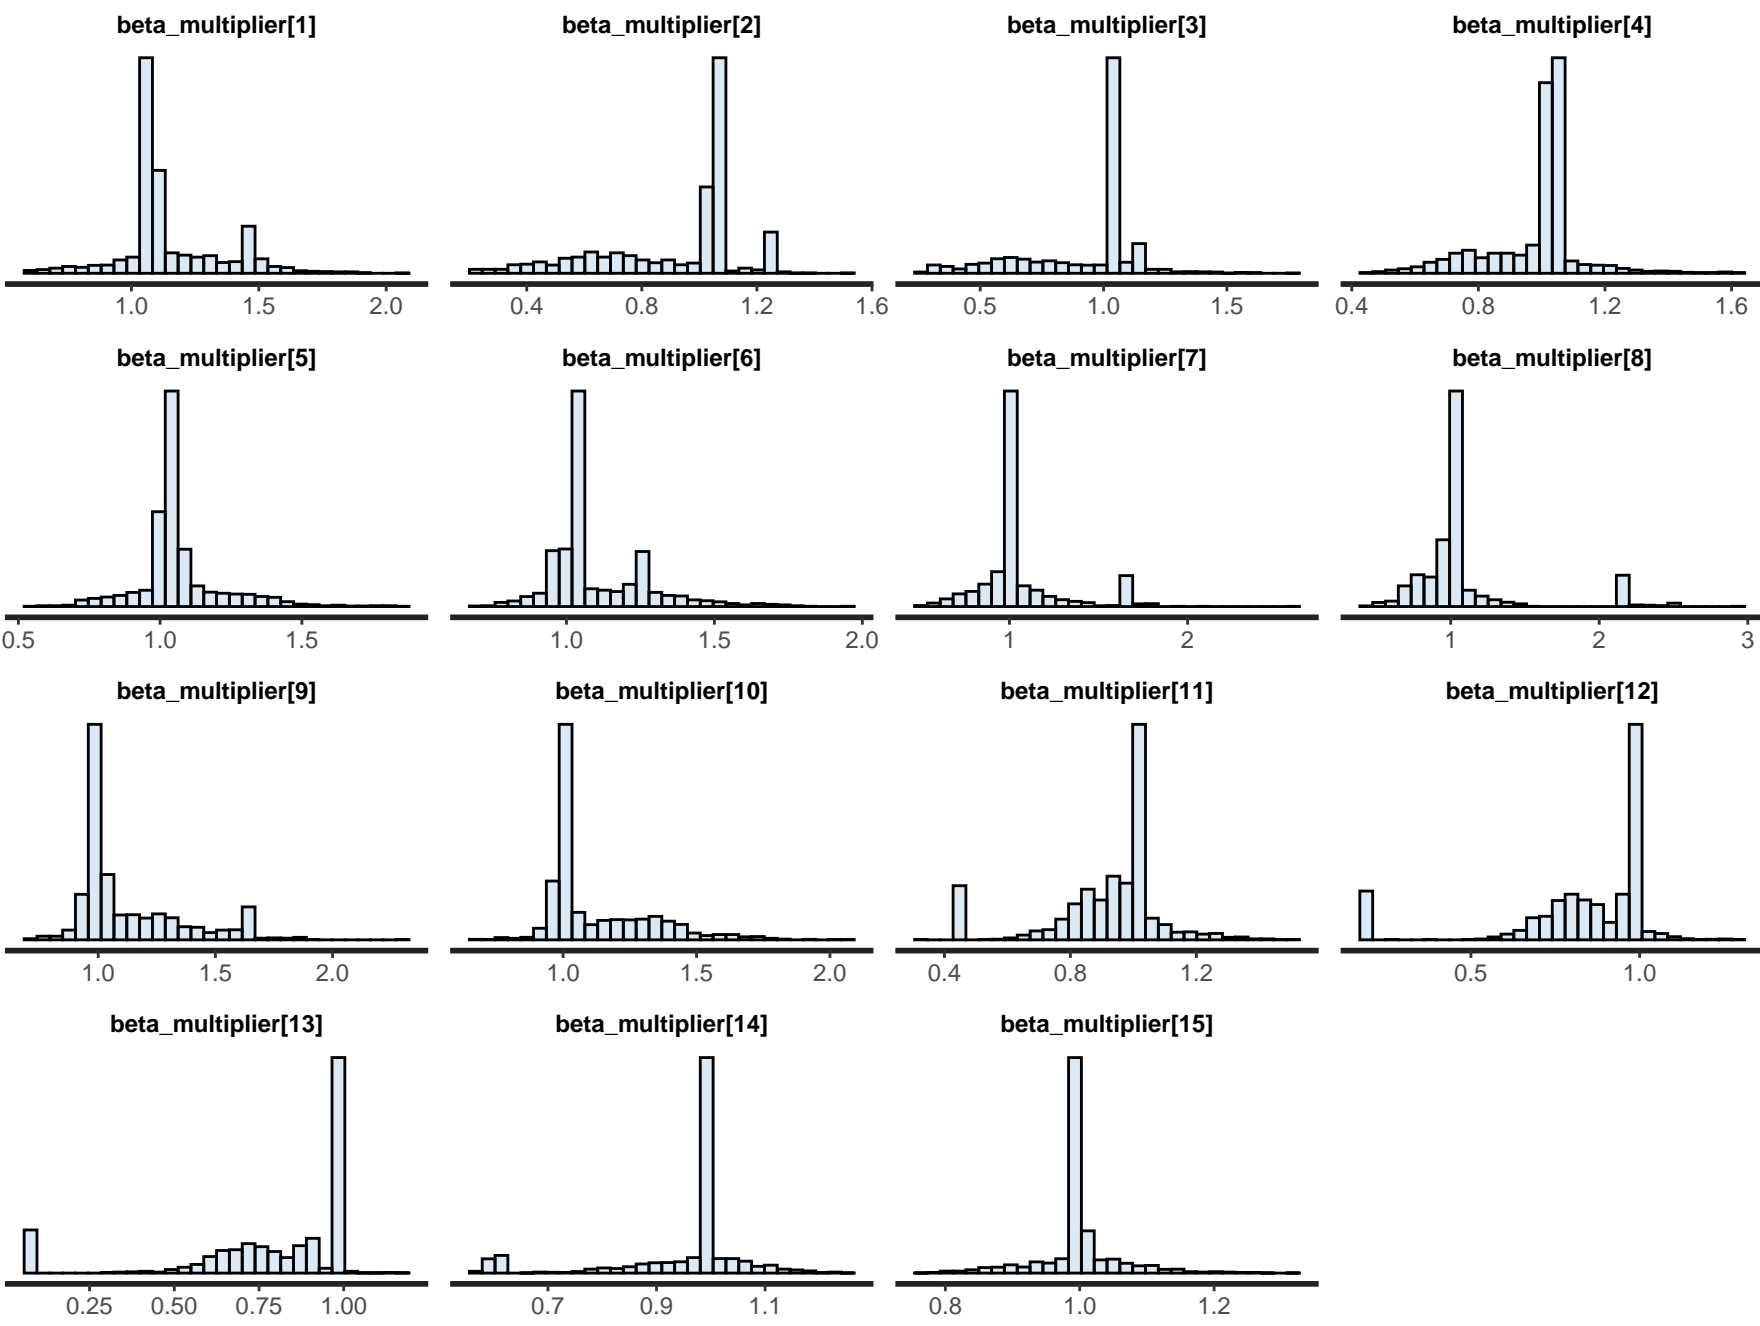 beta_multiplier[1] beta_multiplier[2] beta_multiplier[3] beta_multiplier[4]
1.0 1.5 2.0 0.4 0.8 1.2 1.6 0.5 1.0 1.5 0.4 0.8 1.2 1.6
beta_multiplier[5] beta_multiplier[6] beta_multiplier[7] beta_multiplier[8]
0.5 1.0 1.5 1.0 1.5 2.0 1 2 1 2 3
beta_multiplier[9] beta_multiplier[10] beta_multiplier[11] beta_multiplier[12]
1.0 1.5 2.0 1.0 1.5 2.0 0.4 0.8 1.2 0.5 1.0
beta_multiplier[13] beta_multiplier[14] beta_multiplier[15]
0.25 0.50 0.75 1.00 0.7 0.9 1.1 0.8 1.0 1.2